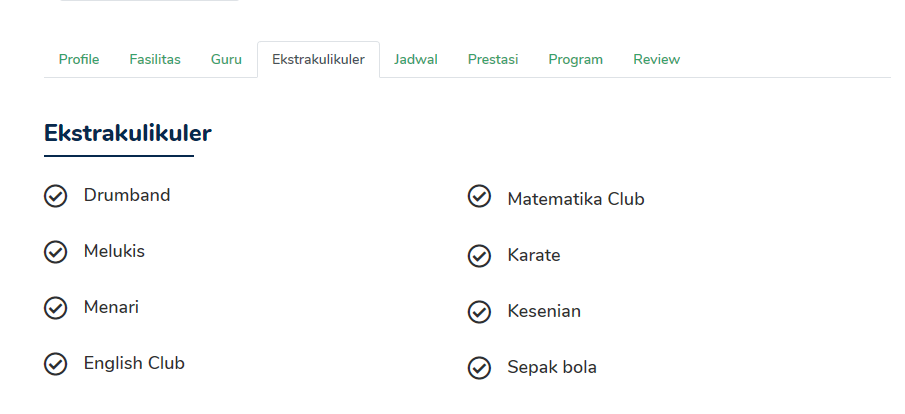 Profile Fasilitas Guru Ekstrakulikuler Jadwal Prestasi Program Review
Ekstrakulikuler
Drumband
Melukis
Menari
English Club
Matematika Club
Karate
Kesenian
Sepak bola